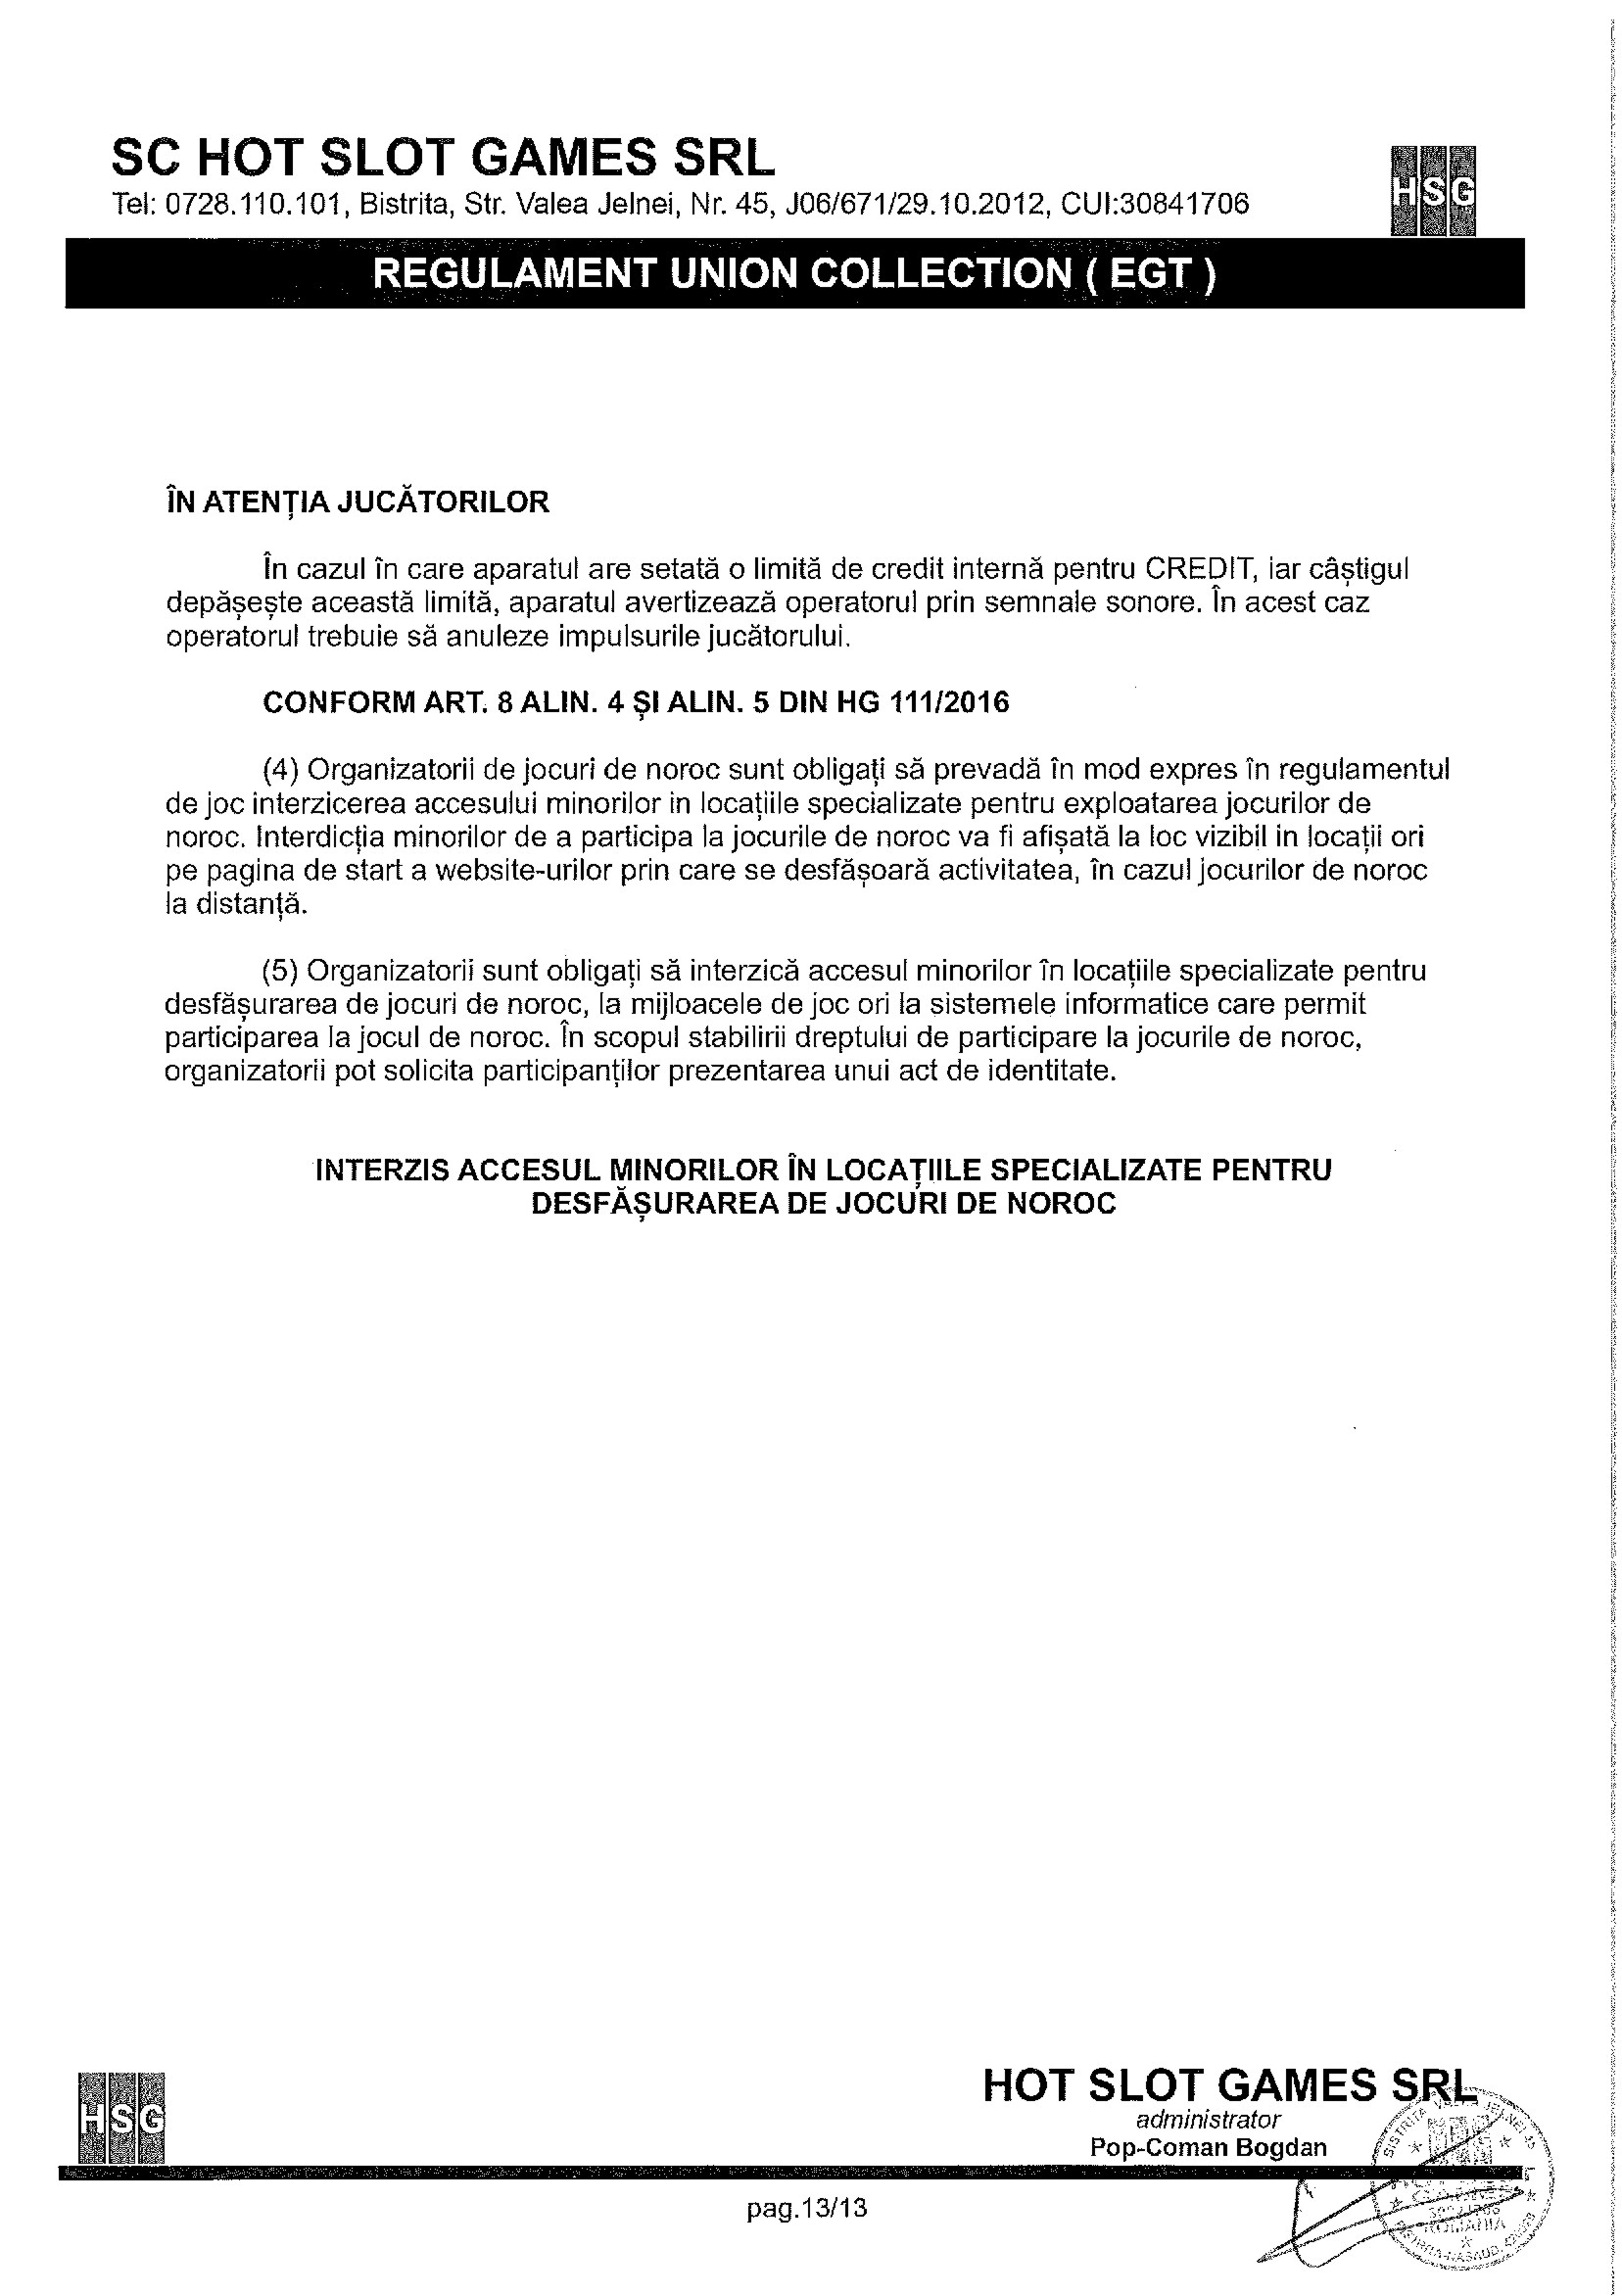 SC HOT SLOT GAMES SRL
Tel: 0728.110.101, Bistrita, Str. Valea Jelnei, Nr. 45, J06/671/29.10.2012, CUI:30841706
HSG
REGULAMENT UNION COLLECTION ( EGT )
ÎN ATENȚIA JUCĂTORILOR
În cazul în care aparatul are setată o limită de credit internă pentru CREDIT, iar câștigul
depășește această limită, aparatul avertizează operatorul prin semnale sonore. În acest caz
operatorul trebuie să anuleze impulsurile jucătorului.
CONFORM ART. 8 ALIN. 4 ȘI ALIN. 5 DIN HG 111/2016
(4) Organizatorii de jocuri de noroc sunt obligați să prevadă în mod expres în regulamentul
de joc interzicerea accesului minorilor in locațiile specializate pentru exploatarea jocurilor de
noroc. Interdicția minorilor de a participa la jocurile de noroc va fi afișată la loc vizibil in locații ori
pe pagina de start a website-urilor prin care se desfășoară activitatea, în cazul jocurilor de noroc
la distanță.
(5) Organizatorii sunt obligați să interzică accesul minorilor în locațiile specializate pentru
desfășurarea de jocuri de noroc, la mijloacele de joc ori la sistemele informatice care permit
participarea la jocul de noroc. În scopul stabilirii dreptului de participare la jocurile de noroc,
organizatorii pot solicita participanților prezentarea unui act de identitate.
INTERZIS ACCESUL MINORILOR ÎN LOCAȚIILE SPECIALIZATE PENTRU
DESFĂȘURAREA DE JOCURI DE NOROC
HSG
HOT SLOT GAMES SRL
administrator
Pop-Coman Bogdan
pag.13/13
ROMANIA